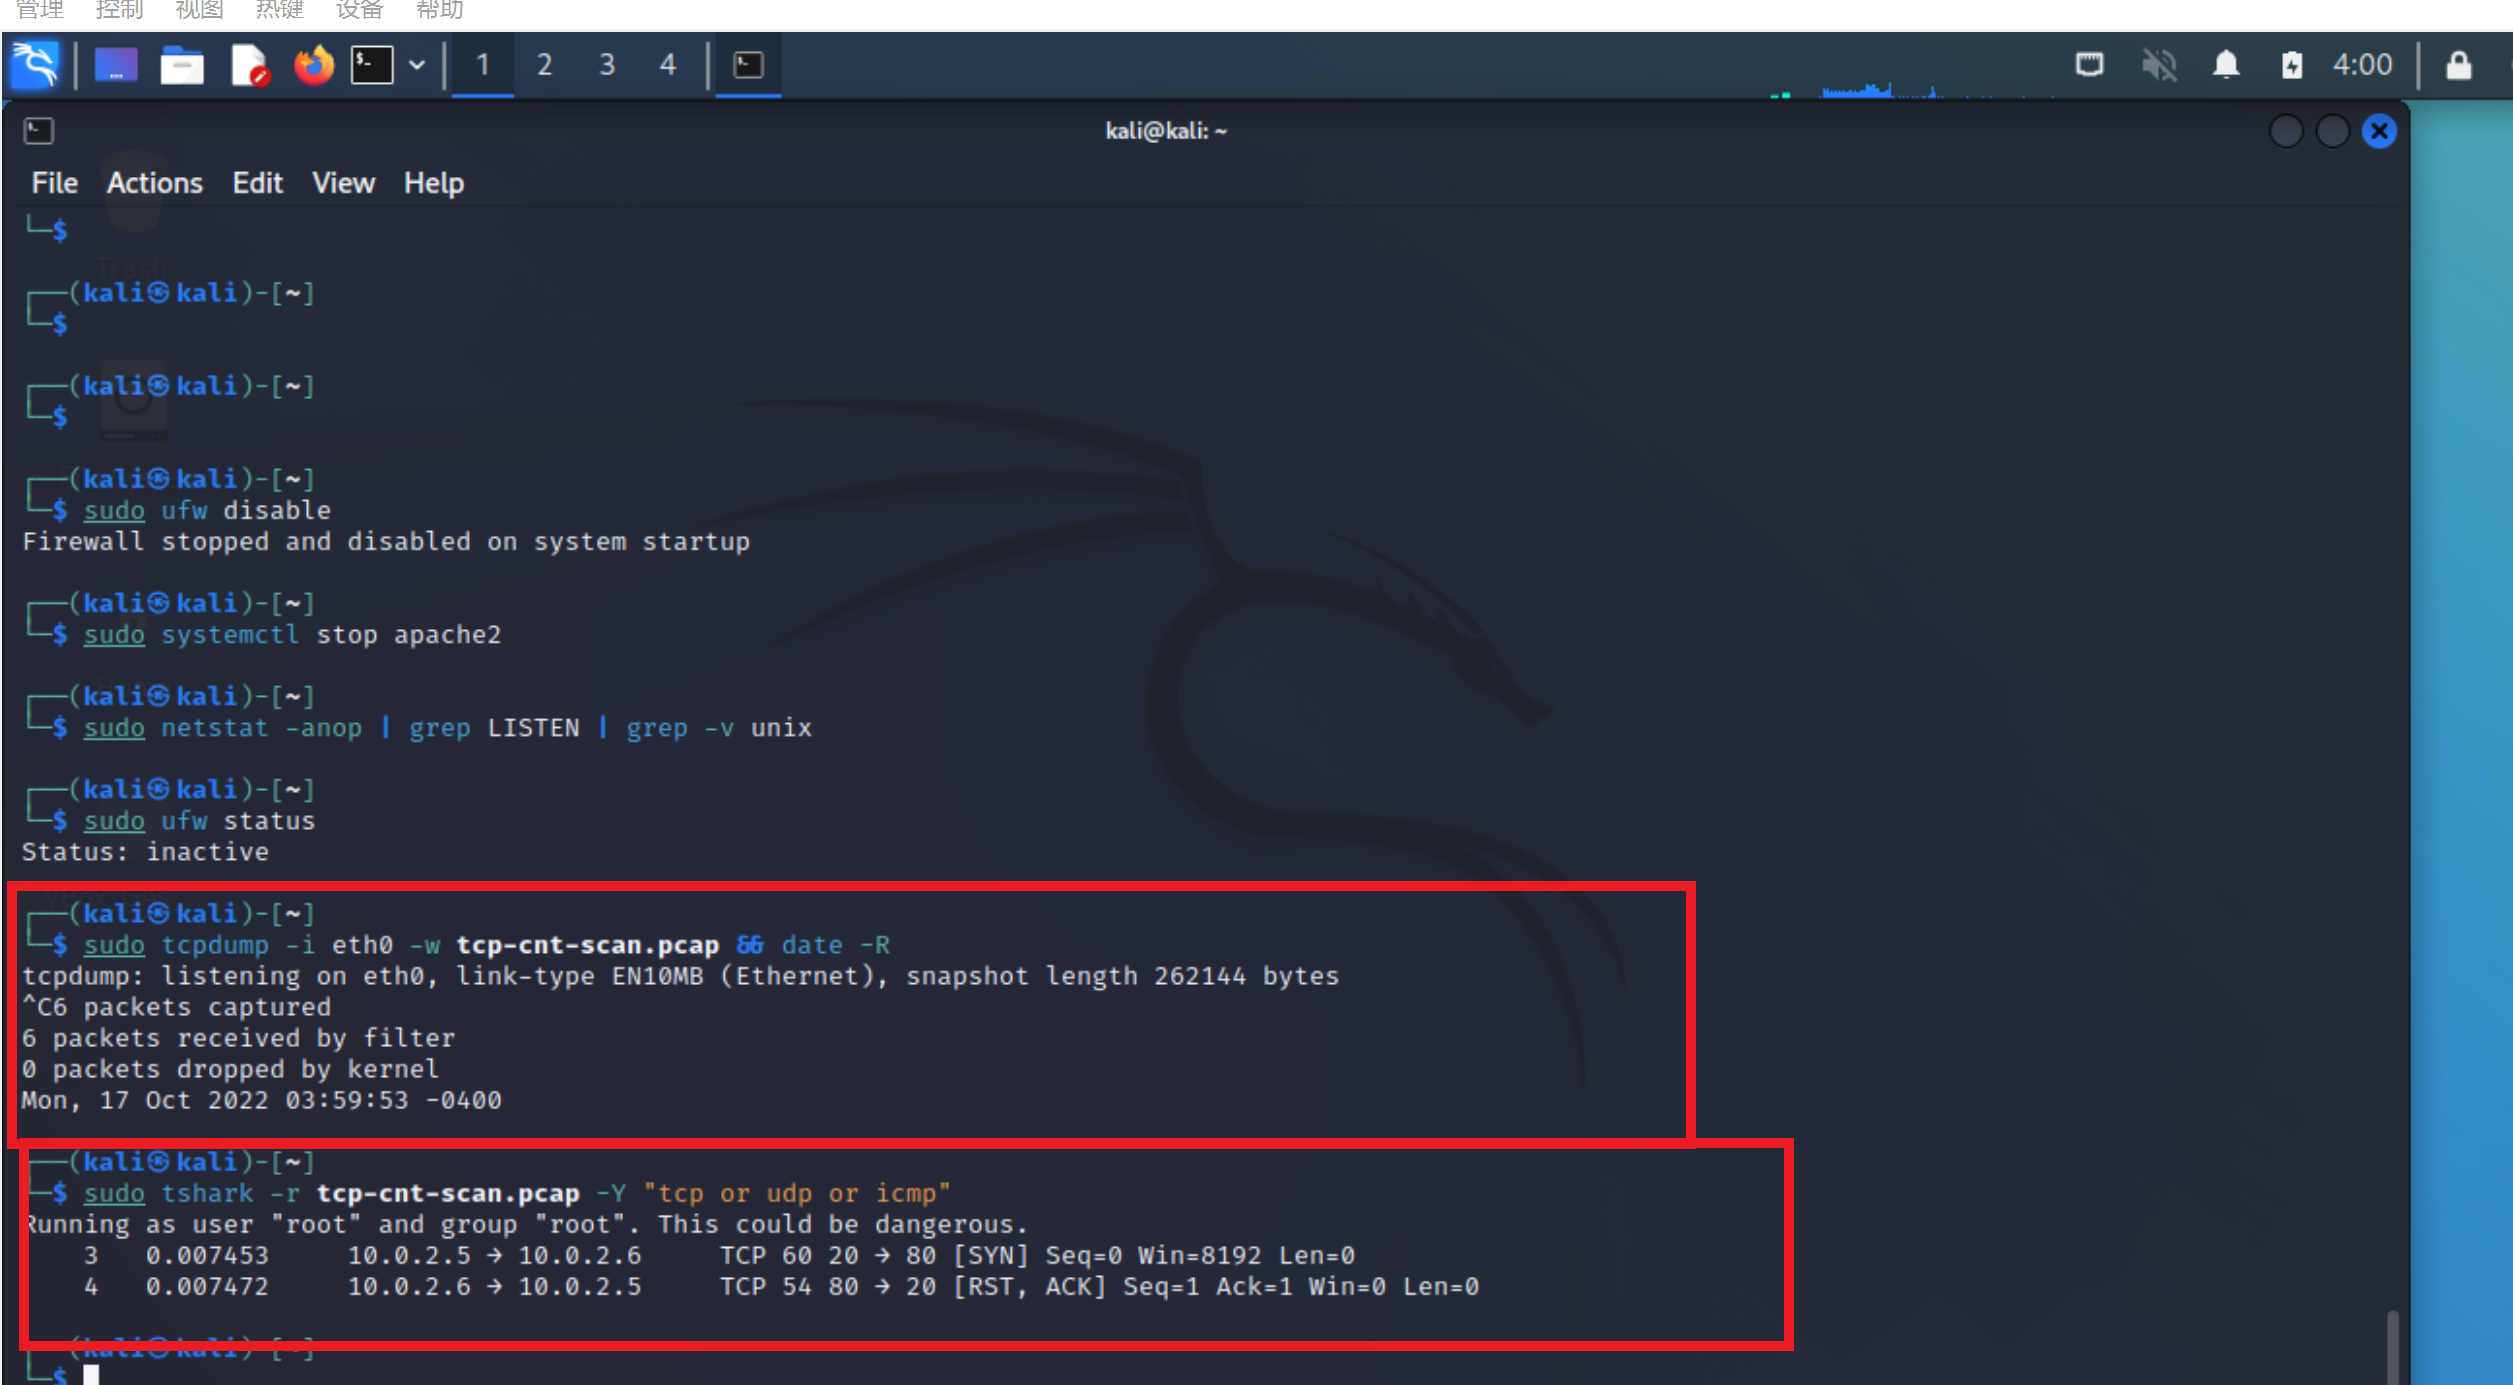 管理 控制 视图 热键 设备 帮助
1 2 3 4 4:00
kali@kali: ~
File Actions Edit View Help
└─$
Trash
┌──(kali㉿kali)-[~]
└─$
┌──(kali㉿kali)-[~]
└─$
┌──(kali㉿kali)-[~]
└─$ sudo ufw disable
Firewall stopped and disabled on system startup
┌──(kali㉿kali)-[~]
└─$ sudo systemctl stop apache2
┌──(kali㉿kali)-[~]
└─$ sudo netstat -anop | grep LISTEN | grep -v unix
┌──(kali㉿kali)-[~]
└─$ sudo ufw status
Status: inactive
┌──(kali㉿kali)-[~]
└─$ sudo tcpdump -i eth0 -w tcp-cnt-scan.pcap && date -R
tcpdump: listening on eth0, link-type EN10MB (Ethernet), snapshot length 262144 bytes
^C6 packets captured
6 packets received by filter
0 packets dropped by kernel
Mon, 17 Oct 2022 03:59:53 -0400
┌──(kali㉿kali)-[~]
└─$ sudo tshark -r tcp-cnt-scan.pcap -Y "tcp or udp or icmp"
Running as user "root" and group "root". This could be dangerous.
3 0.007453 10.0.2.5 → 10.0.2.6 TCP 60 20 → 80 [SYN] Seq=0 Win=8192 Len=0
4 0.007472 10.0.2.6 → 10.0.2.5 TCP 54 80 → 20 [RST, ACK] Seq=1 Ack=1 Win=0 Len=0
┌──(kali㉿kali)-[~]
└─$